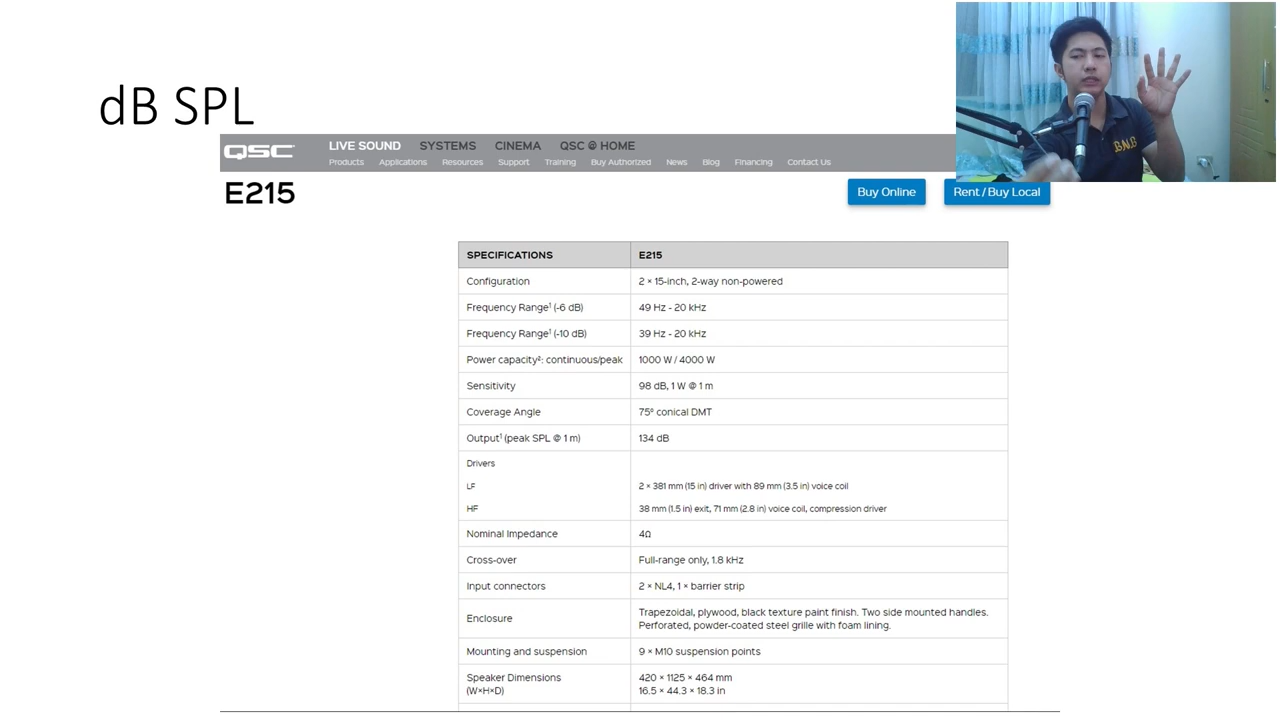 dB SPL
QSC
LIVE SOUND SYSTEMS CINEMA QSC @ HOME
Products Applications Resources Support Training Buy Authorized News Blog Financing Contact Us
E215
Buy Online Rent / Buy Local
SPECIFICATIONS E215
Configuration 2 × 15-inch, 2-way non-powered
Frequency Range¹ (-6 dB) 49 Hz - 20 kHz
Frequency Range¹ (-10 dB) 39 Hz - 20 kHz
Power capacity²: continuous/peak 1000 W / 4000 W
Sensitivity 98 dB, 1 W @ 1 m
Coverage Angle 75° conical DMT
Output¹ (peak SPL @ 1 m) 134 dB
Drivers
LF 2 × 381 mm (15 in) driver with 89 mm (3.5 in) voice coil
HF 38 mm (1.5 in) exit, 71 mm (2.8 in) voice coil, compression driver
Nominal Impedance 4Ω
Cross-over Full-range only, 1.8 kHz
Input connectors 2 × NL4, 1 × barrier strip
Enclosure Trapezoidal, plywood, black texture paint finish. Two side mounted handles.
Perforated, powder-coated steel grille with foam lining.
Mounting and suspension 9 × M10 suspension points
Speaker Dimensions 420 × 1125 × 464 mm
(W×H×D) 16.5 × 44.3 × 18.3 in